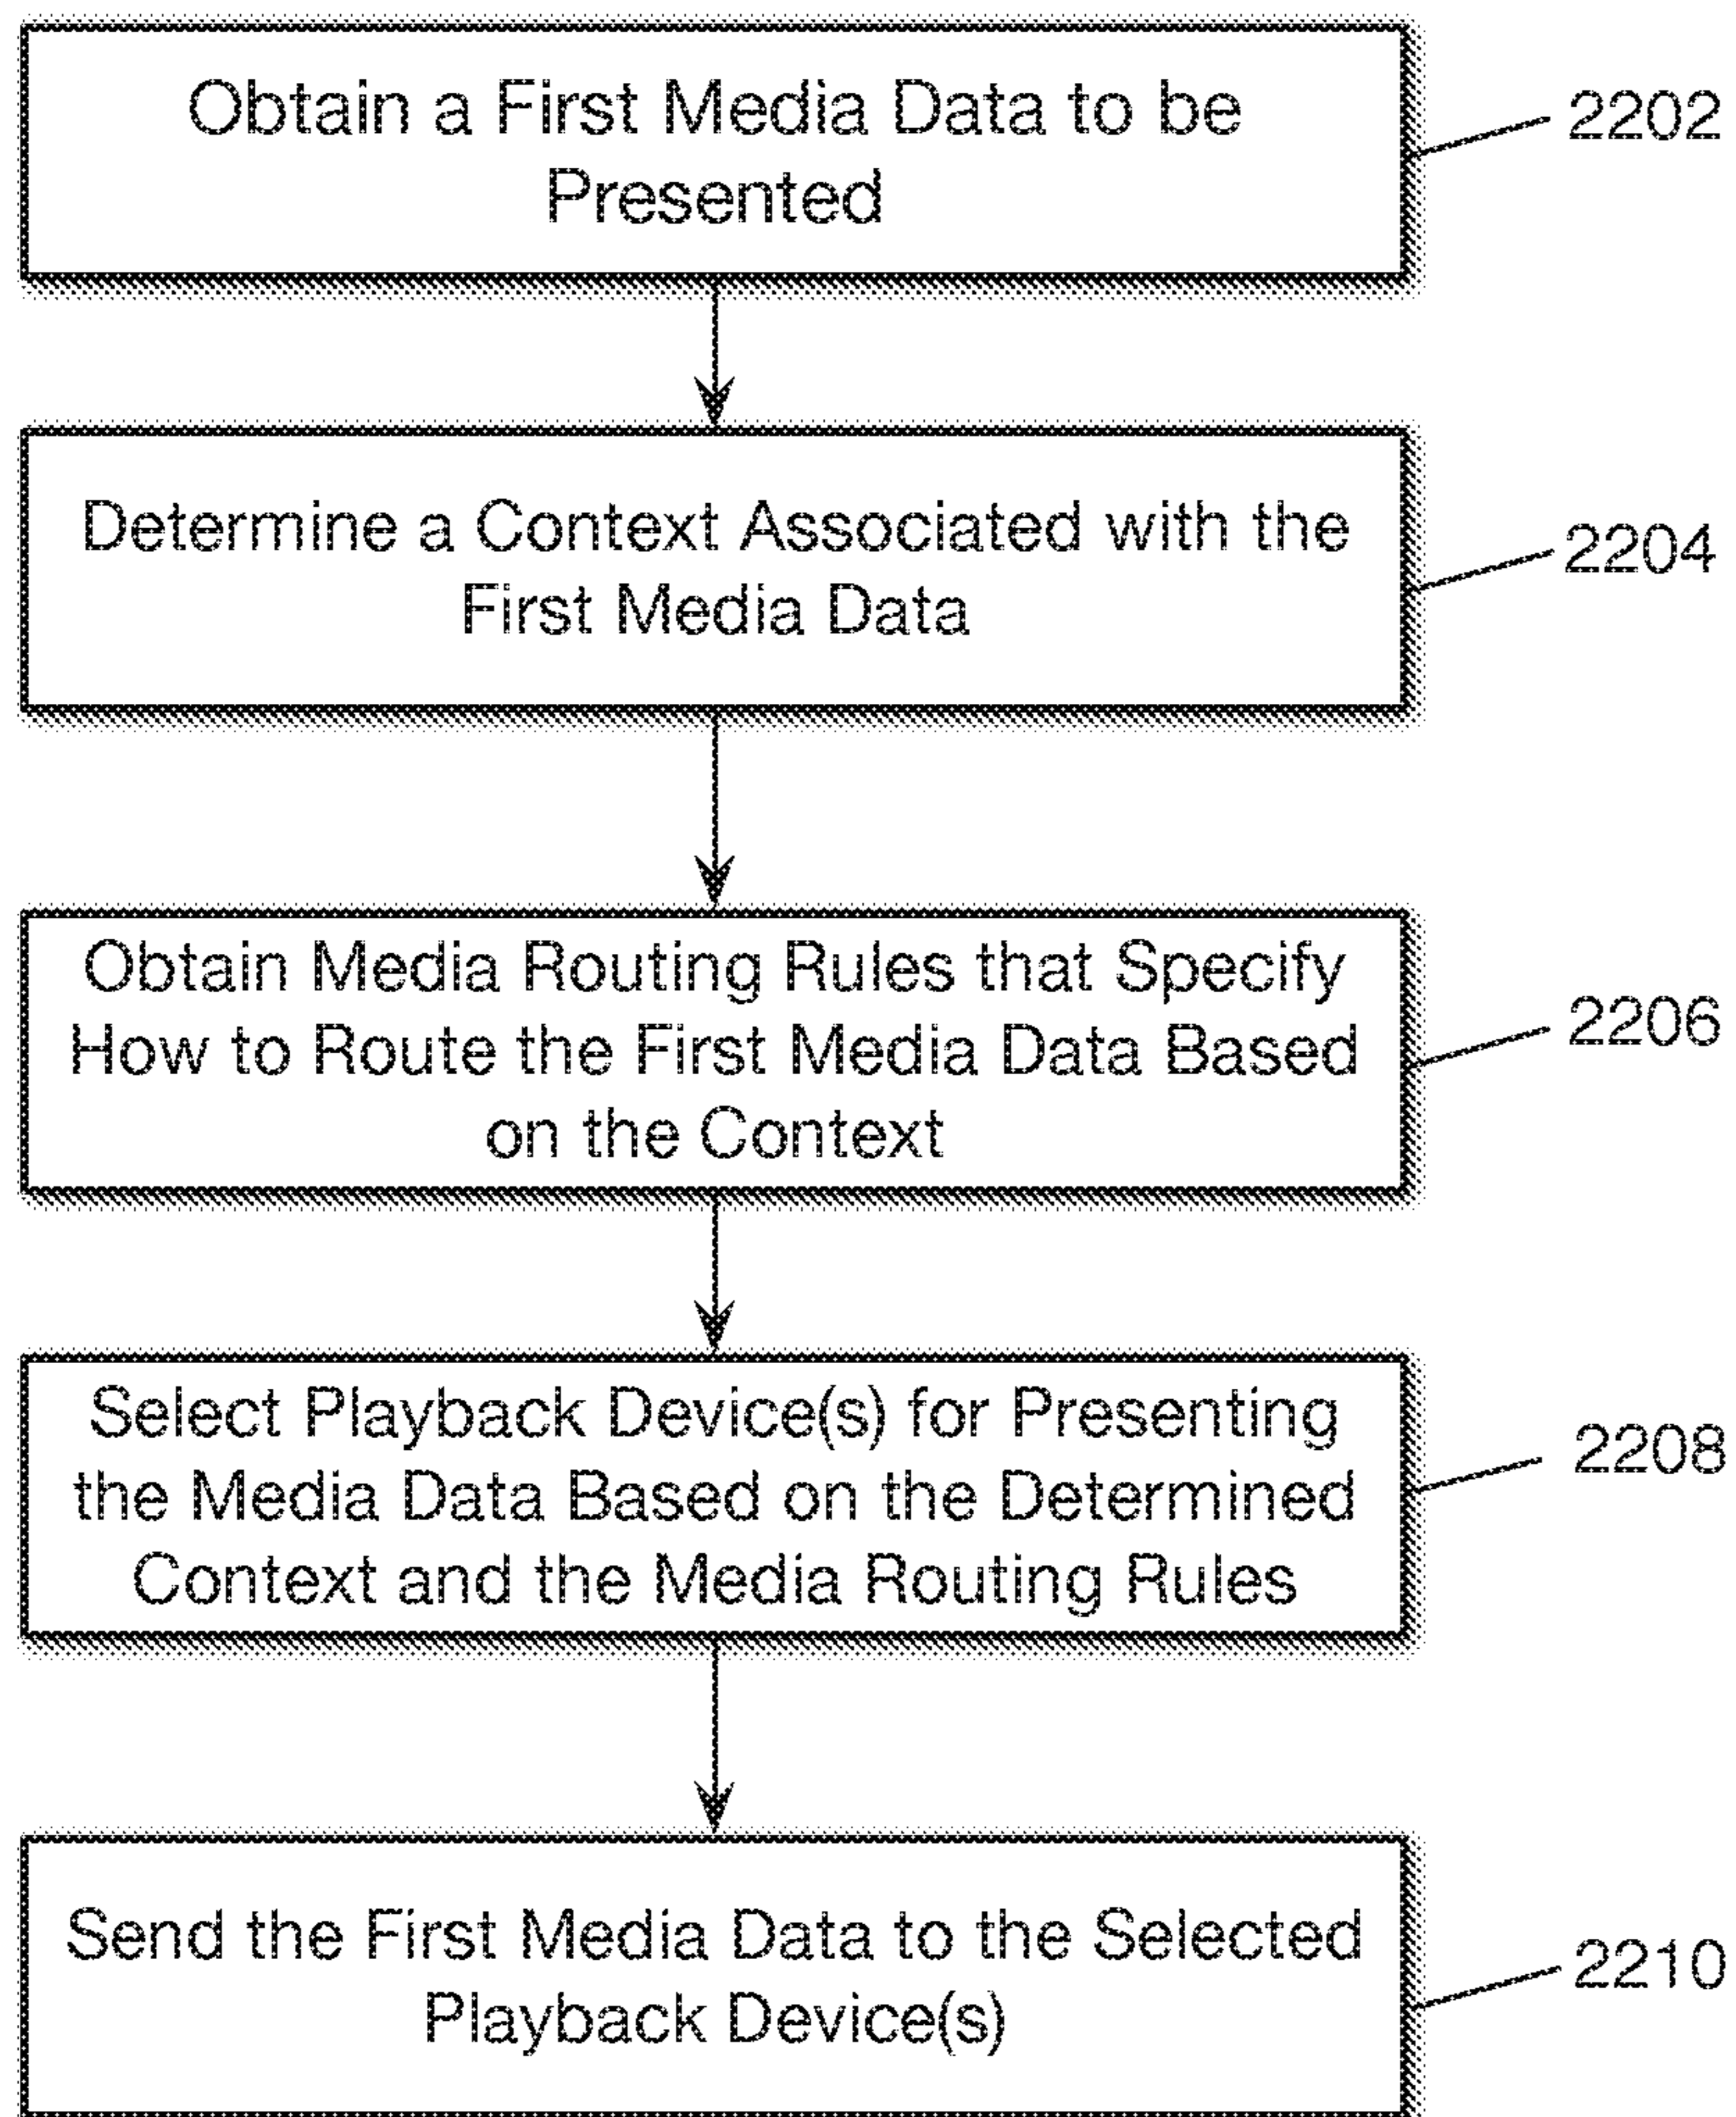 Obtain a First Media Data to be
Presented
2202
Determine a Context Associated with the
First Media Data
2204
Obtain Media Routing Rules that Specify
How to Route the First Media Data Based
on the Context
2206
Select Playback Device(s) for Presenting
the Media Data Based on the Determined
Context and the Media Routing Rules
2208
Send the First Media Data to the Selected
Playback Device(s)
2210